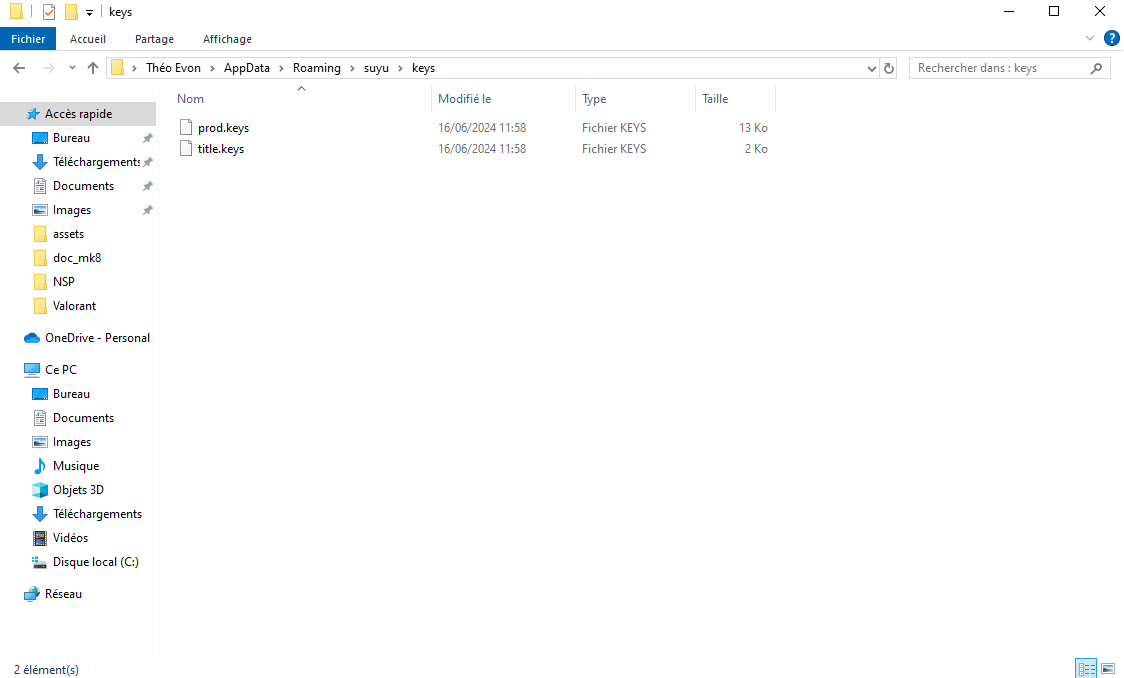 keys
Fichier Accueil Partage Affichage
Théo Evon AppData Roaming suyu keys Rechercher dans : keys
Nom Modifié le Type Taille
prod.keys 16/06/2024 11:58 Fichier KEYS 13 Ko
title.keys 16/06/2024 11:58 Fichier KEYS 2 Ko
Accès rapide
Bureau
Téléchargements
Documents
Images
assets
doc_mk8
NSP
Valorant
OneDrive - Personal
Ce PC
Bureau
Documents
Images
Musique
Objets 3D
Téléchargements
Vidéos
Disque local (C:)
Réseau
2 élément(s)